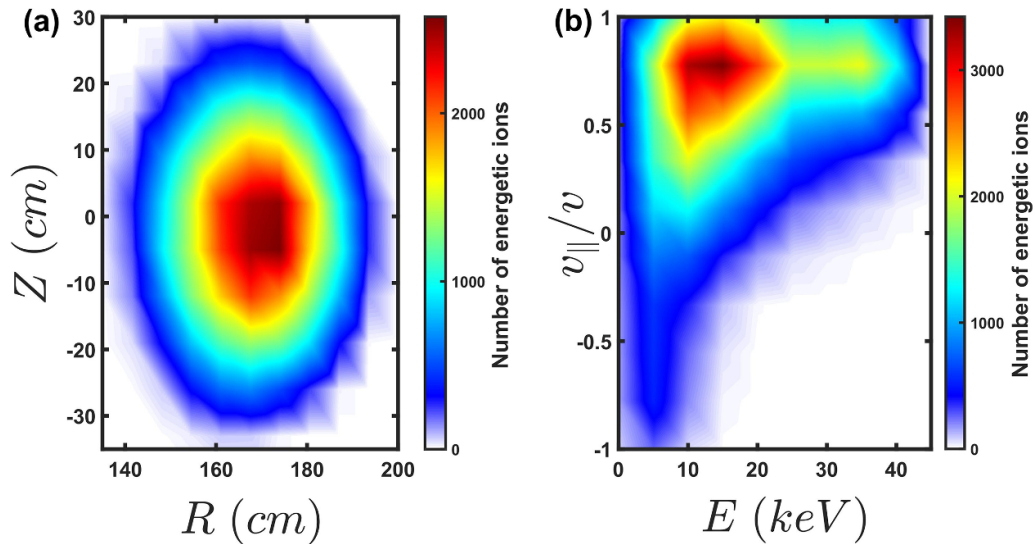 (a)
30
20
10
0
-10
-20
-30
Z (cm)
140 160 180 200
R (cm)
2000
1000
0
Number of energetic ions
(b)
1
0.5
0
-0.5
-1
v||/v
0 10 20 30 40
E (keV)
3000
2000
1000
0
Number of energetic ions